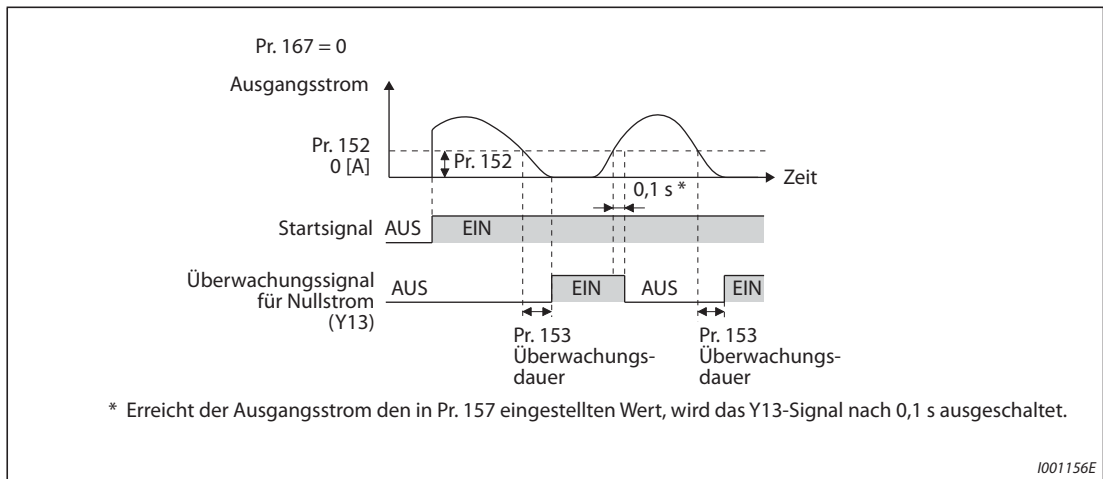 Pr. 167 = 0
Ausgangsstrom
Pr. 152
0 [A]
Pr. 152
Zeit
0,1 s *
Startsignal
AUS
EIN
Überwachungssignal
für Nullstrom
(Y13)
AUS
EIN
AUS
EIN
Pr. 153
Überwachungs-
dauer
Pr. 153
Überwachungs-
dauer
* Erreicht der Ausgangsstrom den in Pr. 157 eingestellten Wert, wird das Y13-Signal nach 0,1 s ausgeschaltet.
I001156E